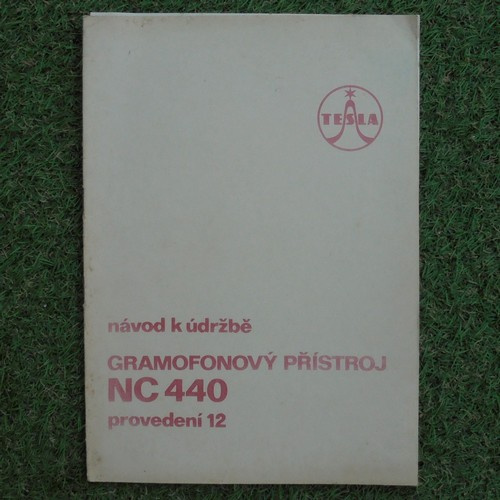 TESLA
návod k údržbě
GRAMOFONOVÝ PŘÍSTROJ
NC 440
provedení 12